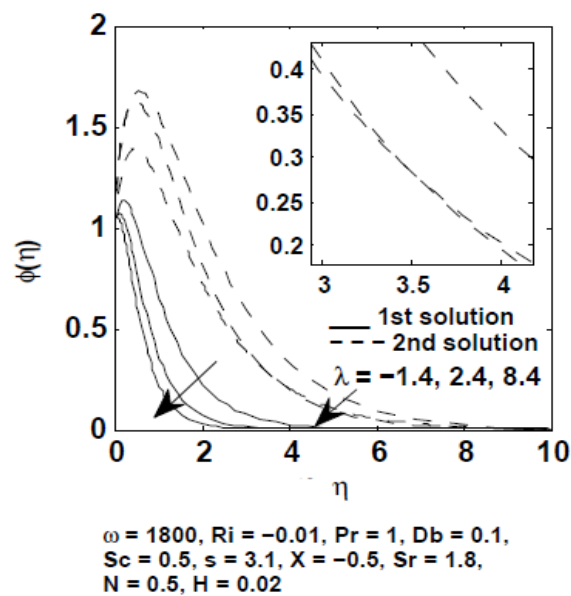 2
1.5
1
0.5
0
0 2 4 6 8 10
ϕ(η)
η
0.4
0.35
0.3
0.25
0.2
3 3.5 4
1st solution
2nd solution
λ = −1.4, 2.4, 8.4
ω = 1800, Ri = −0.01, Pr = 1, Db = 0.1,
Sc = 0.5, s = 3.1, X = −0.5, Sr = 1.8,
N = 0.5, H = 0.02